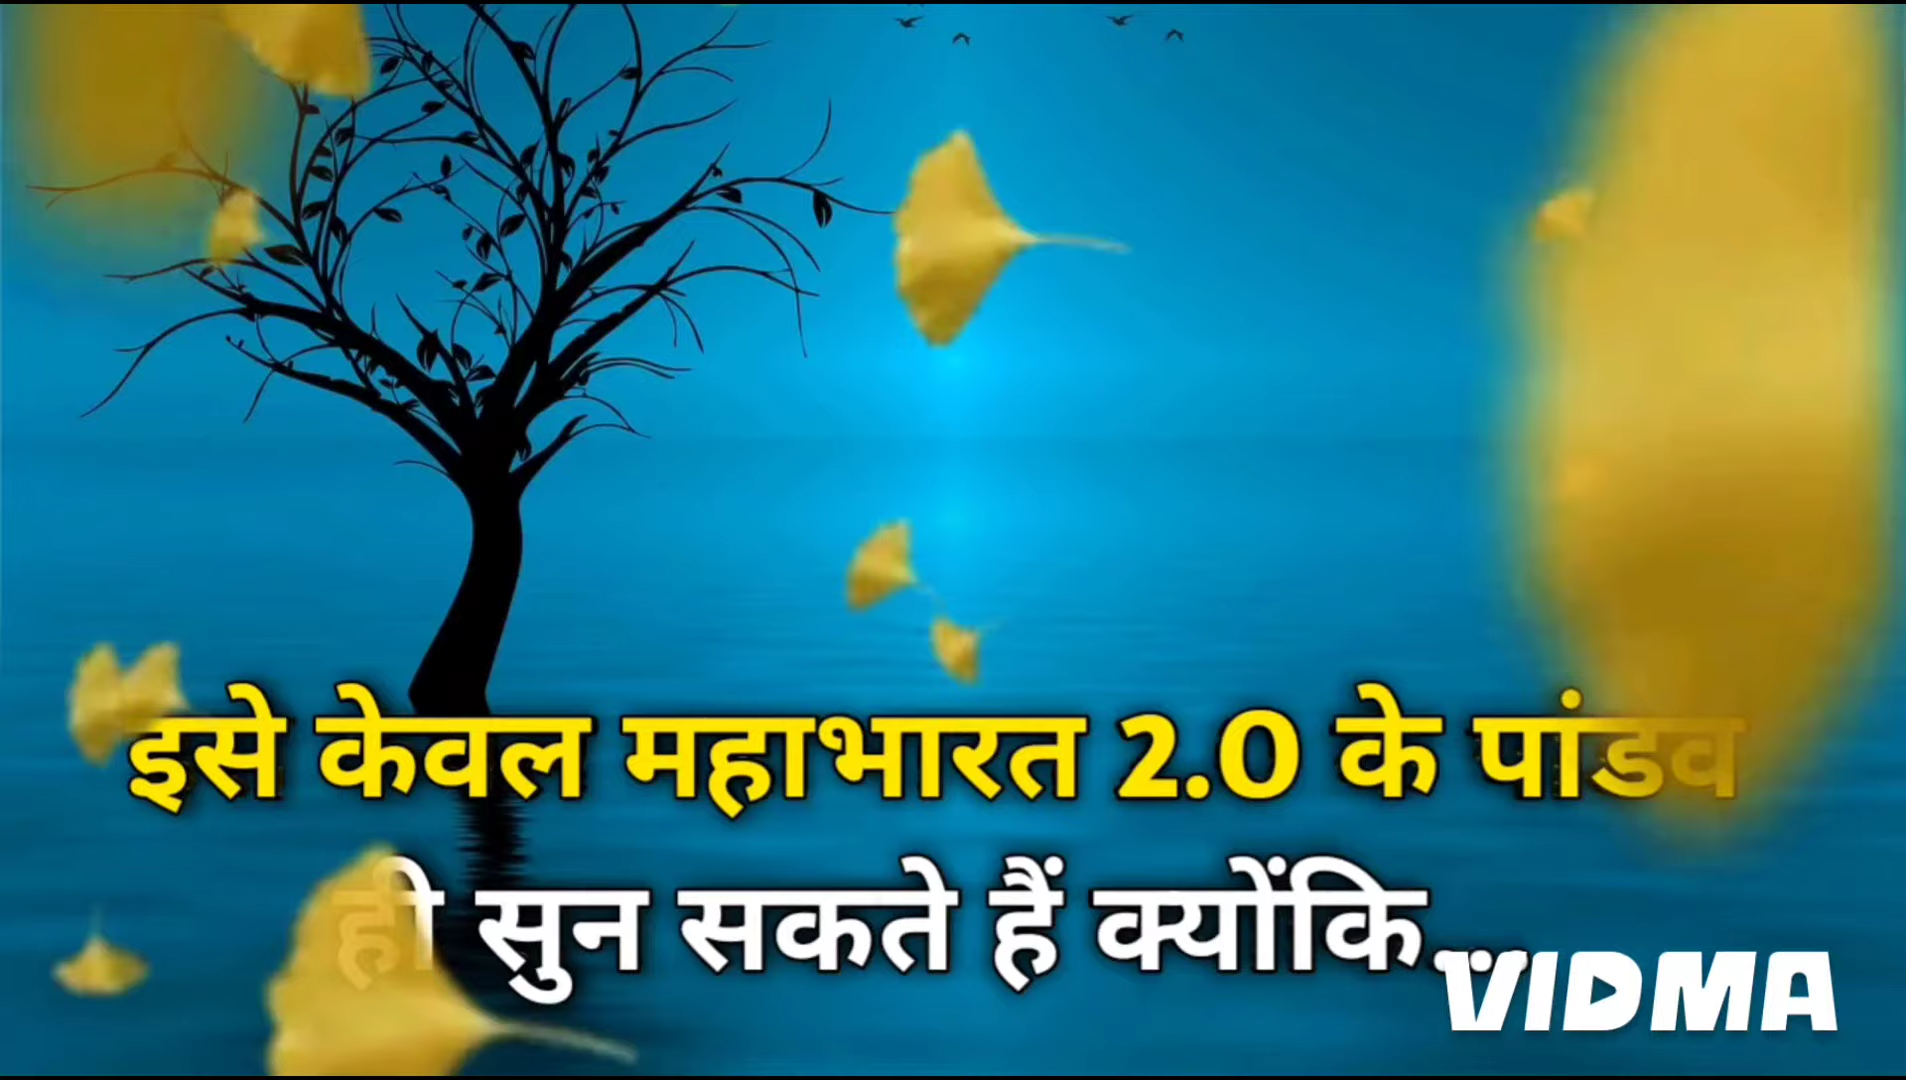 इसे केवल महाभारत 2.0 के पांडव
ही सुन सकते हैं क्योंकि...
VIDMA